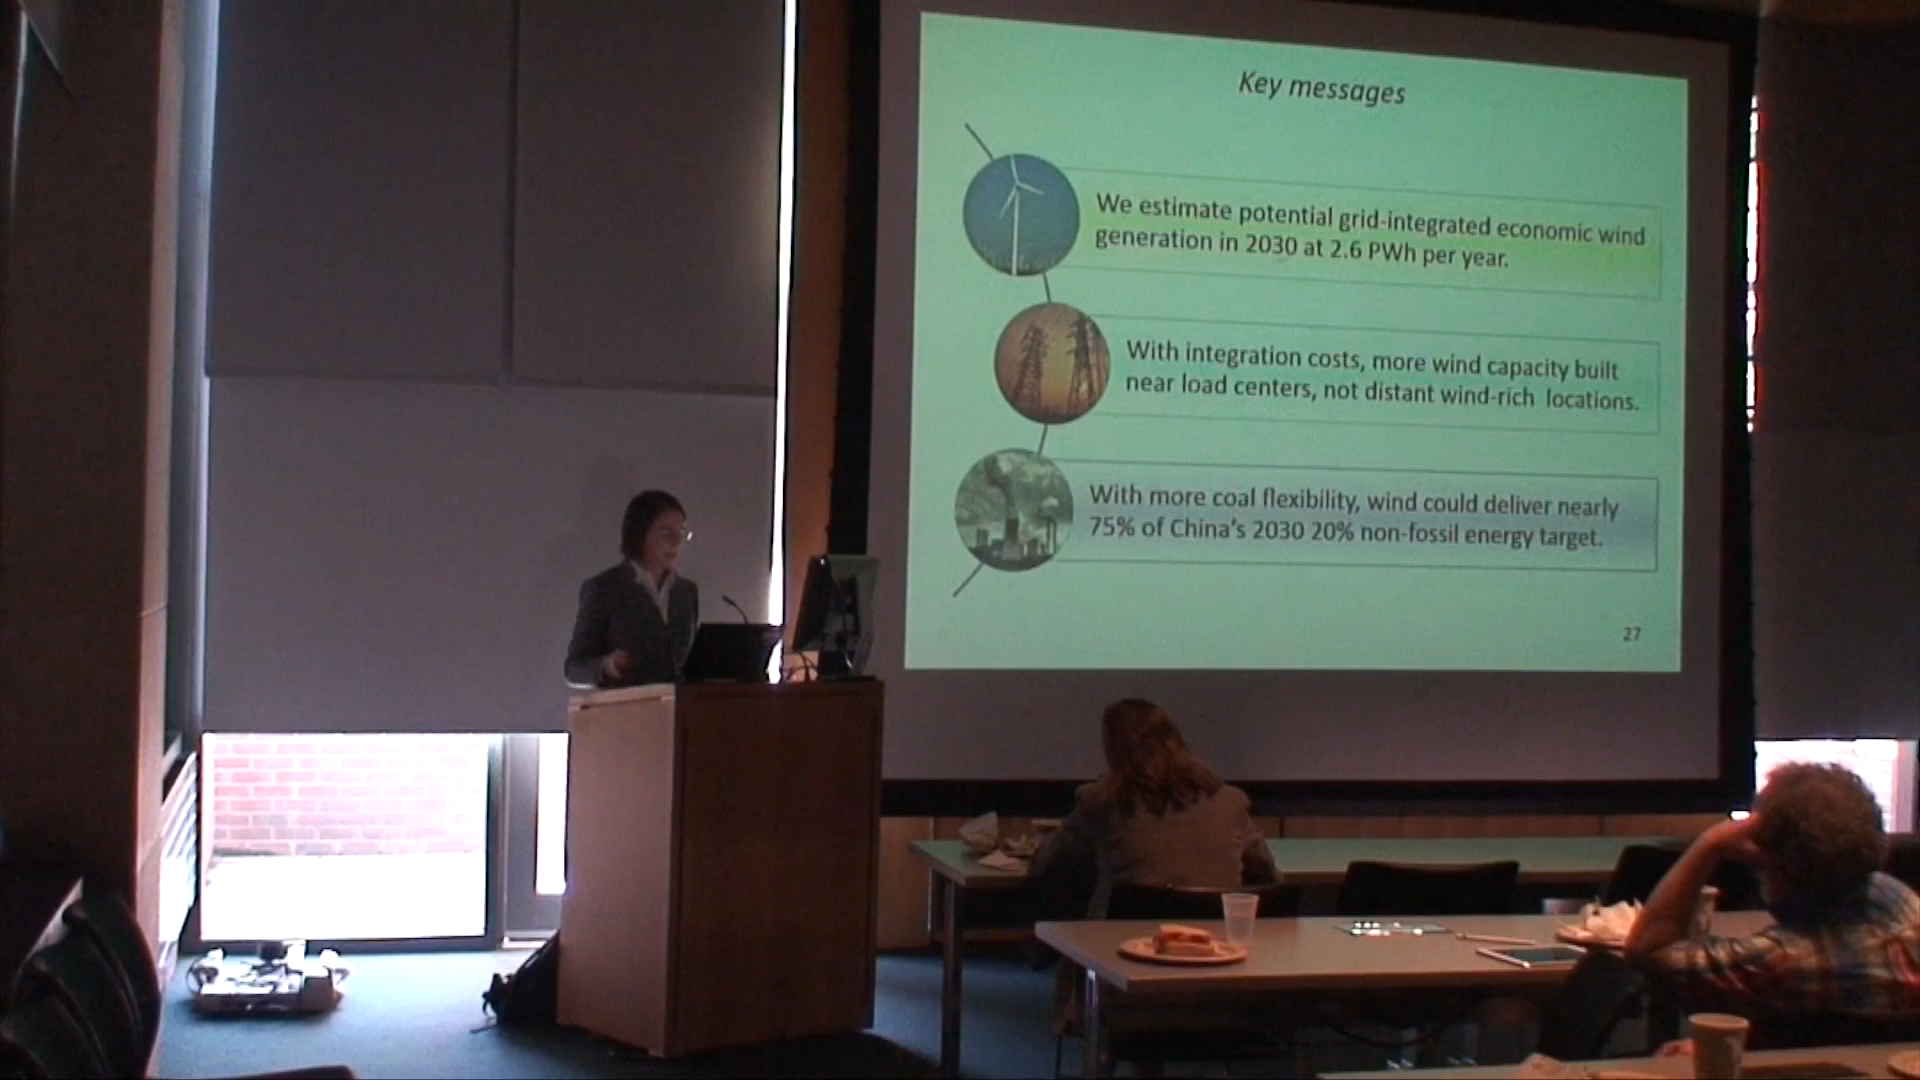 Key messages
We estimate potential grid-integrated economic wind
generation in 2030 at 2.6 PWh per year.
With integration costs, more wind capacity built
near load centers, not distant wind-rich locations.
With more coal flexibility, wind could deliver nearly
75% of China's 2030 20% non-fossil energy target.
27